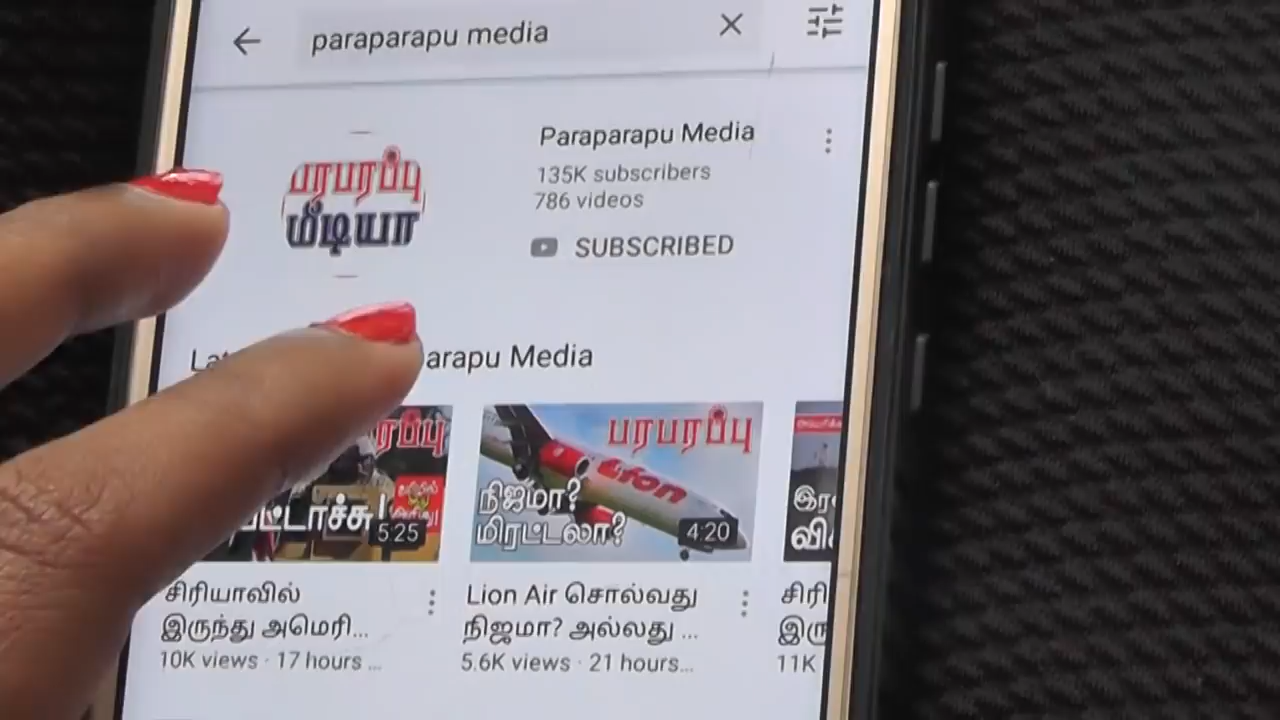 paraparapu media
பரபரப்பு
மீடியா
Paraparapu Media
135K subscribers
786 videos
SUBSCRIBED
arapu Media
5:25
பரபரப்பு
Lion
நிஜமா?
மிரட்டலா?
4:20
சிரியாவில்
இருந்து அமெரி...
10K views · 17 hours ...
Lion Air சொல்வது
நிஜமா? அல்லது ...
5.6K views · 21 hours...
சிரி
இரு
11K